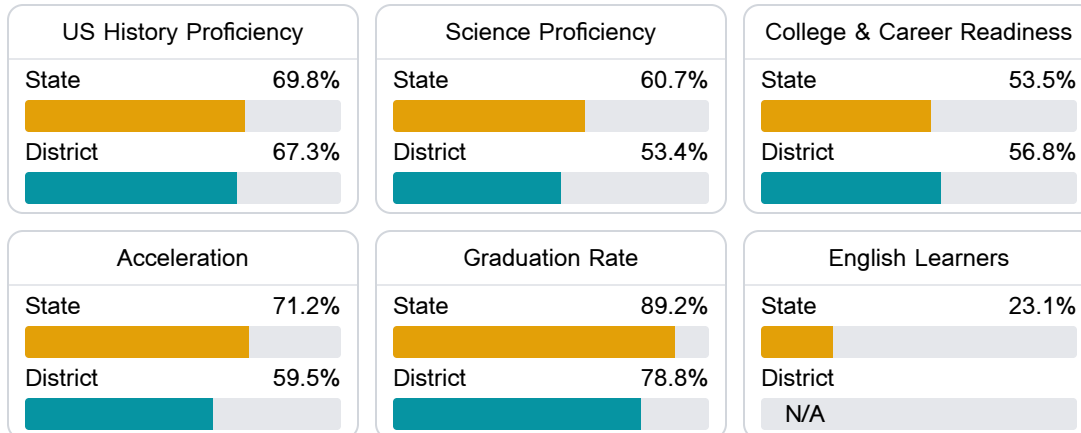 US History Proficiency
State 69.8%
District 67.3%
Science Proficiency
State 60.7%
District 53.4%
College & Career Readiness
State 53.5%
District 56.8%
Acceleration
State 71.2%
District 59.5%
Graduation Rate
State 89.2%
District 78.8%
English Learners
State 23.1%
District
N/A